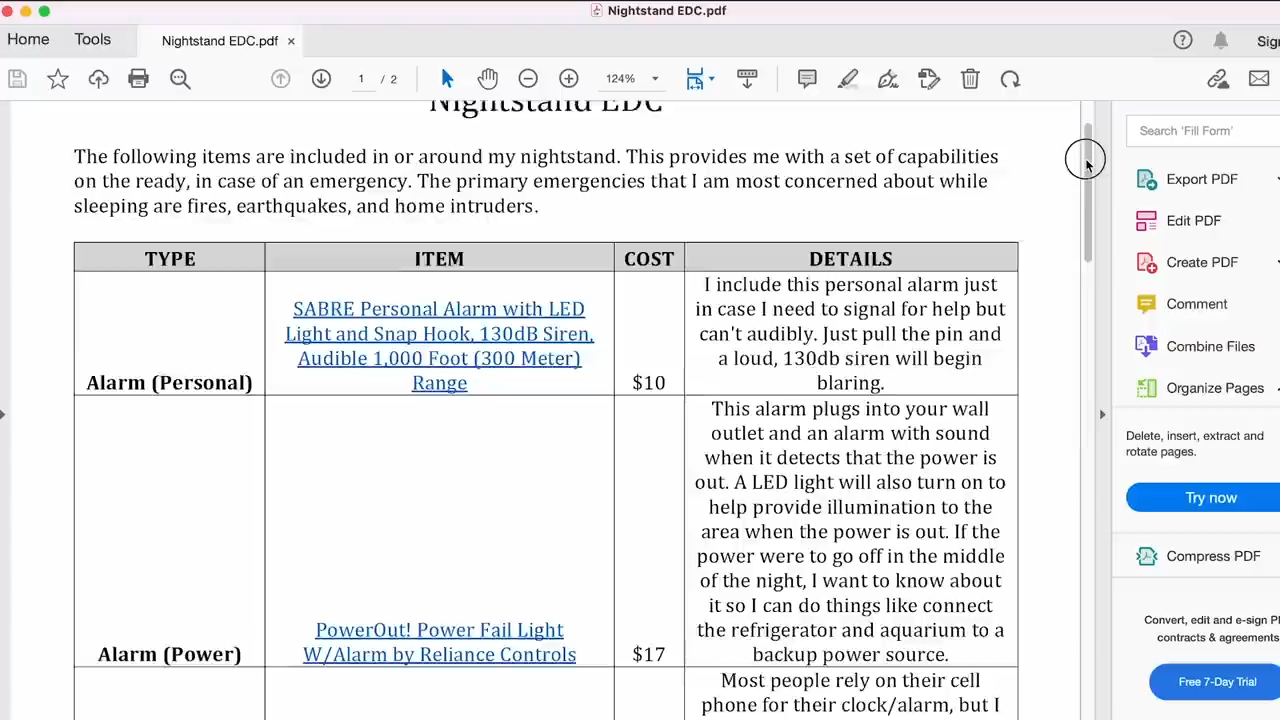 Nightstand EDC.pdf
Home
Tools
Nightstand EDC.pdf ×
?
Sign
1 / 2
124%
Nightstand EDC
The following items are included in or around my nightstand. This provides me with a set of capabilities
on the ready, in case of an emergency. The primary emergencies that I am most concerned about while
sleeping are fires, earthquakes, and home intruders.
TYPE
ITEM
COST
DETAILS
Alarm (Personal)
SABRE Personal Alarm with LED
Light and Snap Hook, 130dB Siren,
Audible 1,000 Foot (300 Meter)
Range
$10
I include this personal alarm just
in case I need to signal for help but
can't audibly. Just pull the pin and
a loud, 130db siren will begin
blaring.
Alarm (Power)
PowerOut! Power Fail Light
W/Alarm by Reliance Controls
$17
This alarm plugs into your wall
outlet and an alarm with sound
when it detects that the power is
out. A LED light will also turn on to
help provide illumination to the
area when the power is out. If the
power were to go off in the middle
of the night, I want to know about
it so I can do things like connect
the refrigerator and aquarium to a
backup power source.
Most people rely on their cell
phone for their clock/alarm, but I
Search 'Fill Form'
Export PDF
Edit PDF
Create PDF
Comment
Combine Files
Organize Pages
Delete, insert, extract and
rotate pages.
Try now
Compress PDF
Convert, edit and e-sign
contracts & agreements
Free 7-Day Trial